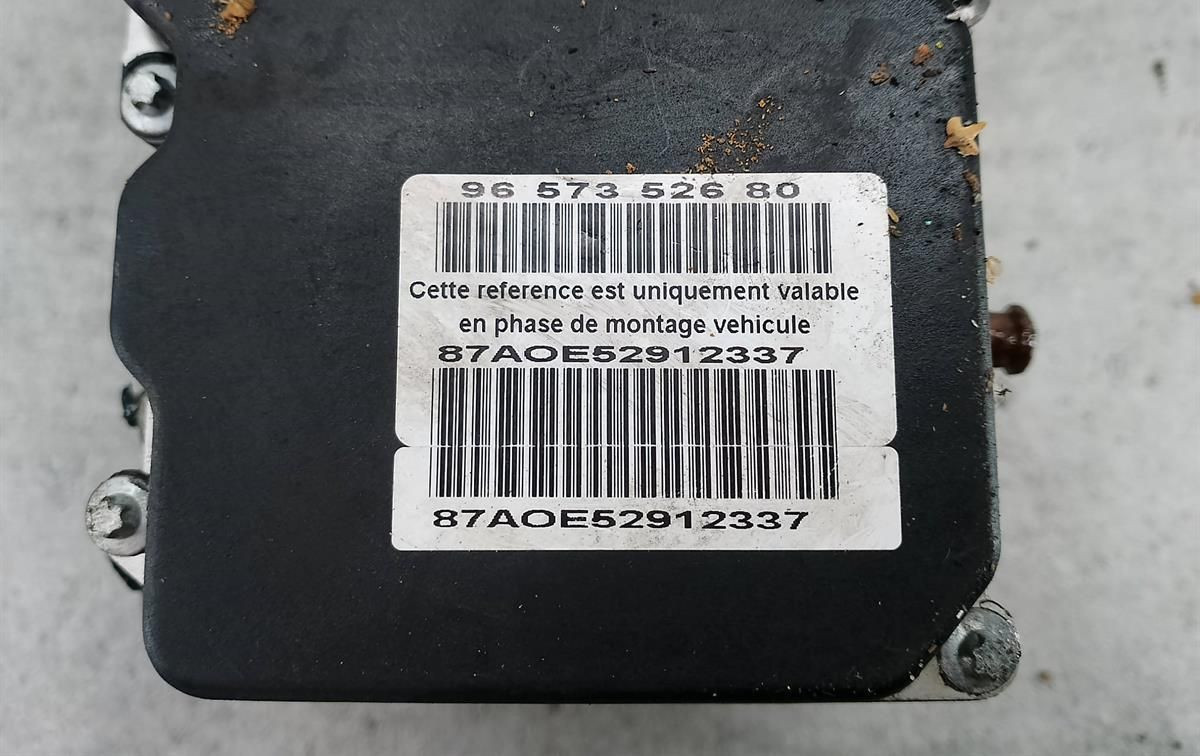 96 573 526 80
Cette reference est uniquement valable
en phase de montage vehicule
87AOE52912337
87AOE52912337